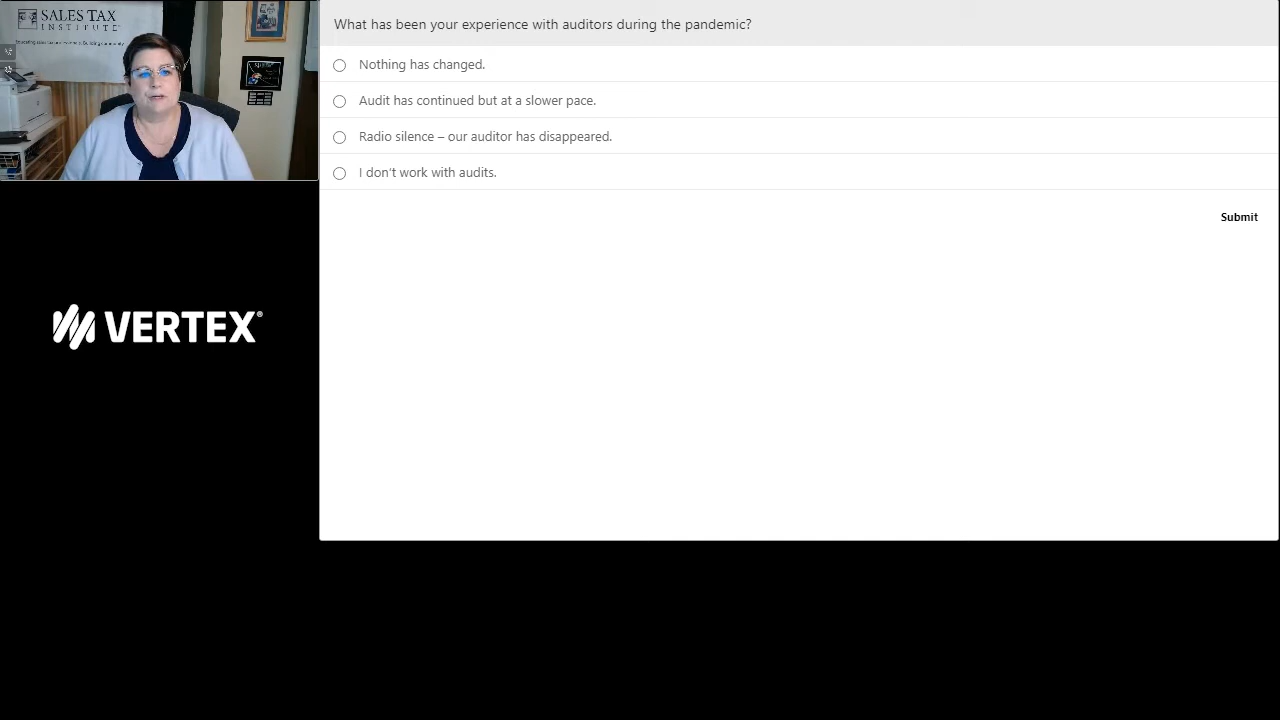 SALES TAX
INSTITUTE
VERTEX®
What has been your experience with auditors during the pandemic?
Nothing has changed.
Audit has continued but at a slower pace.
Radio silence – our auditor has disappeared.
I don't work with audits.
Submit